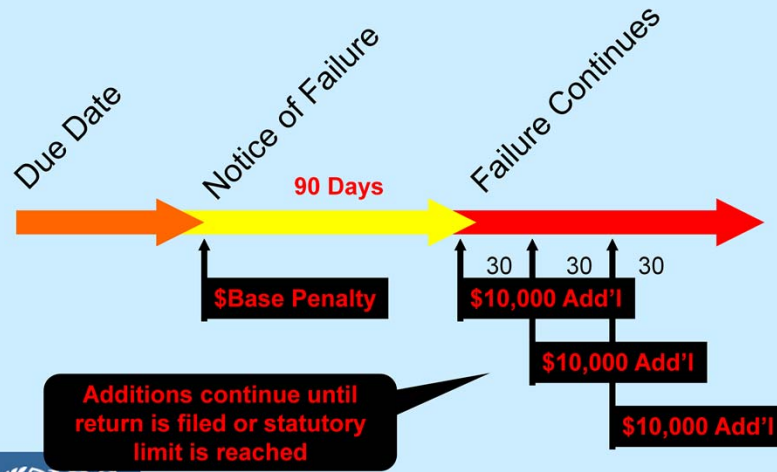 Due Date
Notice of Failure
Failure Continues
90 Days
30
30
30
$Base Penalty
$10,000 Add’l
$10,000 Add’l
$10,000 Add’l
Additions continue until
return is filed or statutory
limit is reached